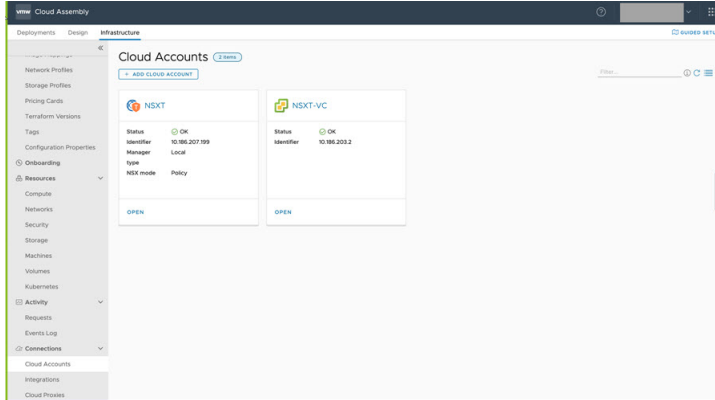 vmw Cloud Assembly
Deployments Design Infrastructure
GUIDED SETU
«
Network Profiles
Storage Profiles
Pricing Cards
Terraform Versions
Tags
Configuration Properties
Onboarding
Resources
Compute
Networks
Security
Storage
Machines
Volumes
Kubernetes
Activity
Requests
Events Log
Connections
Cloud Accounts
Integrations
Cloud Proxies
Cloud Accounts 2 items
+ ADD CLOUD ACCOUNT
Filter...
NSXT
Status OK
Identifier 10.186.207.199
Manager Local
type
NSX mode Policy
OPEN
NSXT-VC
Status OK
Identifier 10.186.203.2
OPEN